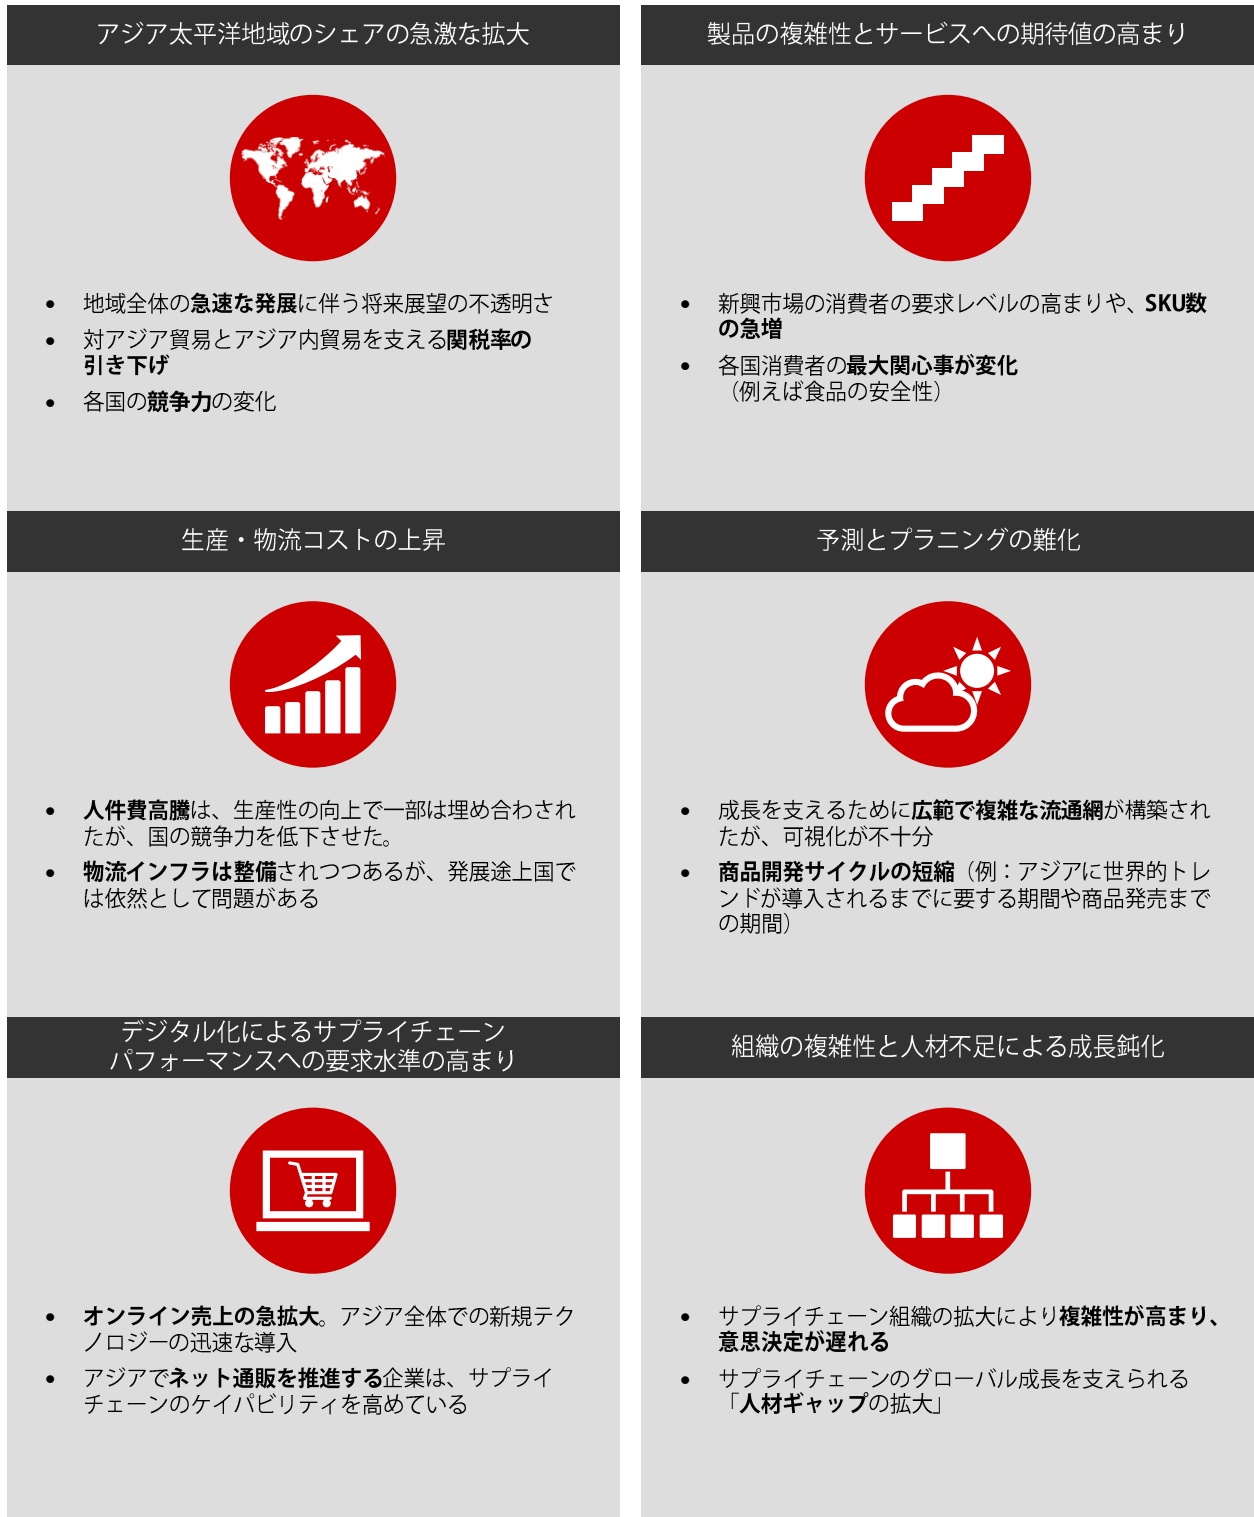 アジア太平洋地域のシェアの急激な拡大
• 地域全体の急速な発展に伴う将来展望の不透明さ
• 対アジア貿易とアジア内貿易を支える関税率の
引き下げ
• 各国の競争力の変化
製品の複雑性とサービスへの期待値の高まり
• 新興市場の消費者の要求レベルの高まりや、SKU数
の急増
• 各国消費者の最大関心事が変化
（例えば食品の安全性）
生産・物流コストの上昇
• 人件費高騰は、生産性の向上で一部は埋め合わされ
たが、国の競争力を低下させた。
• 物流インフラは整備されつつあるが、発展途上国で
は依然として問題がある
予測とプラニングの難化
• 成長を支えるために広範で複雑な流通網が構築され
たが、可視化が不十分
• 商品開発サイクルの短縮（例：アジアに世界的トレ
ンドが導入されるまでに要する期間や商品発売まで
の期間）
デジタル化によるサプライチェーン
パフォーマンスへの要求水準の高まり
• オンライン売上の急拡大。アジア全体での新規テク
ノロジーの迅速な導入
• アジアでネット通販を推進する企業は、サプライ
チェーンのケイパビリティを高めている
組織の複雑性と人材不足による成長鈍化
• サプライチェーン組織の拡大により複雑性が高まり、
意思決定が遅れる
• サプライチェーンのグローバル成長を支えられる
「人材ギャップの拡大」